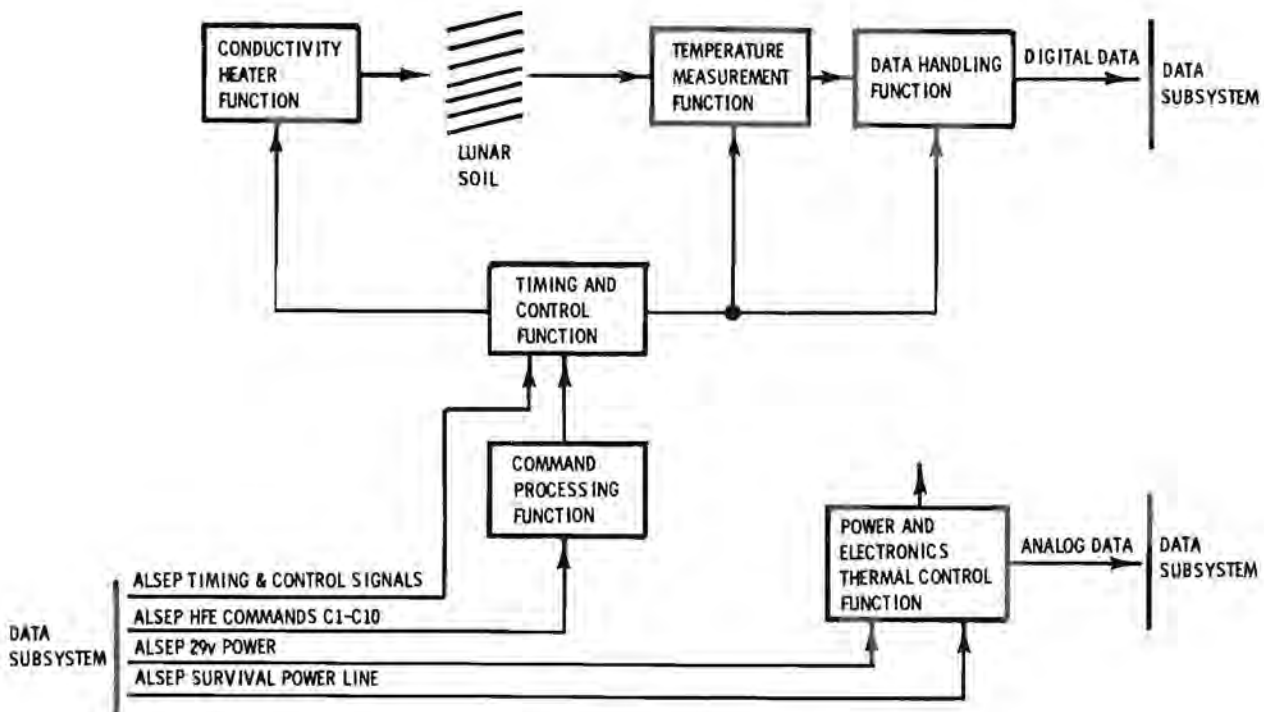 CONDUCTIVITY
HEATER
FUNCTION
LUNAR
SOIL
TEMPERATURE
MEASUREMENT
FUNCTION
DATA HANDLING
FUNCTION
DIGITAL DATA
DATA
SUBSYSTEM
TIMING AND
CONTROL
FUNCTION
COMMAND
PROCESSING
FUNCTION
POWER AND
ELECTRONICS
THERMAL CONTROL
FUNCTION
ANALOG DATA
DATA
SUBSYSTEM
DATA
SUBSYSTEM
ALSEP TIMING & CONTROL SIGNALS
ALSEP HFE COMMANDS C1-C10
ALSEP 29v POWER
ALSEP SURVIVAL POWER LINE